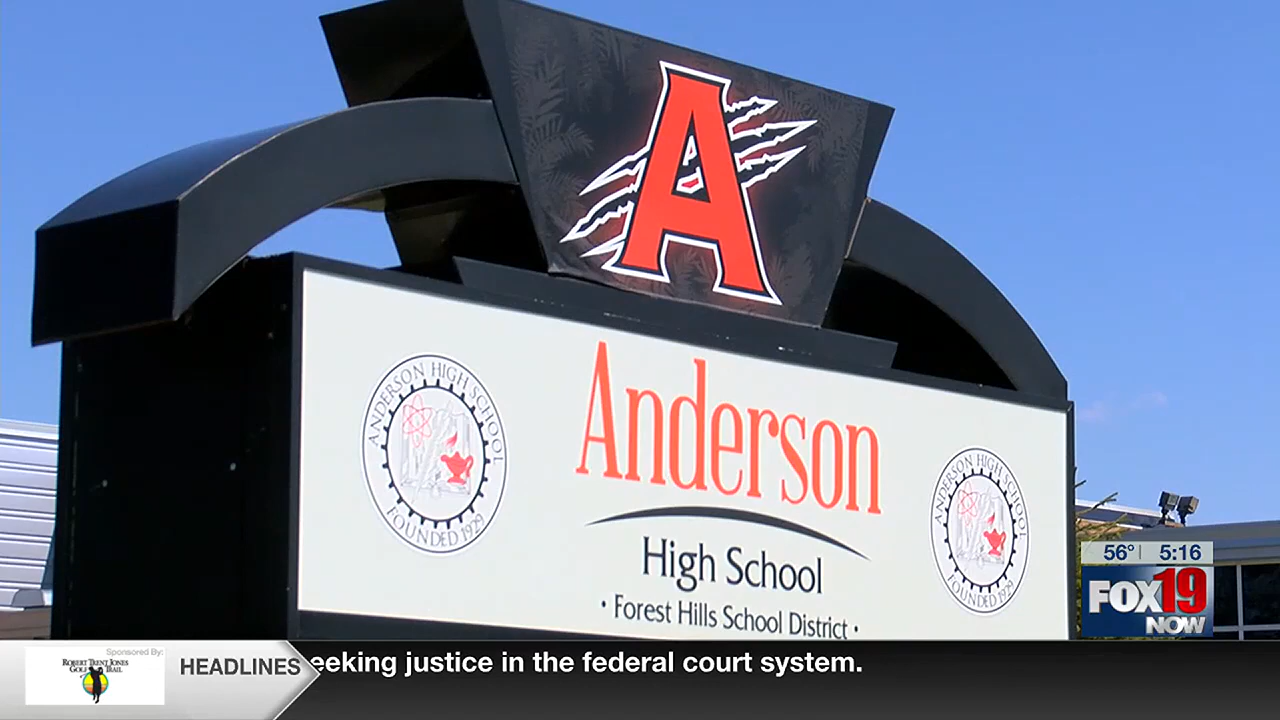 A
ANDERSON HIGH SCHOOL
FOUNDED 1929
Anderson
High School
· Forest Hills School District ·
ANDERSON HIGH SCHOOL
FOUNDED 1929
56° 5:16
FOX19
NOW
Sponsored By:
ROBERT TRENT JONES
GOLF TRAIL
HEADLINES
eeking justice in the federal court system.